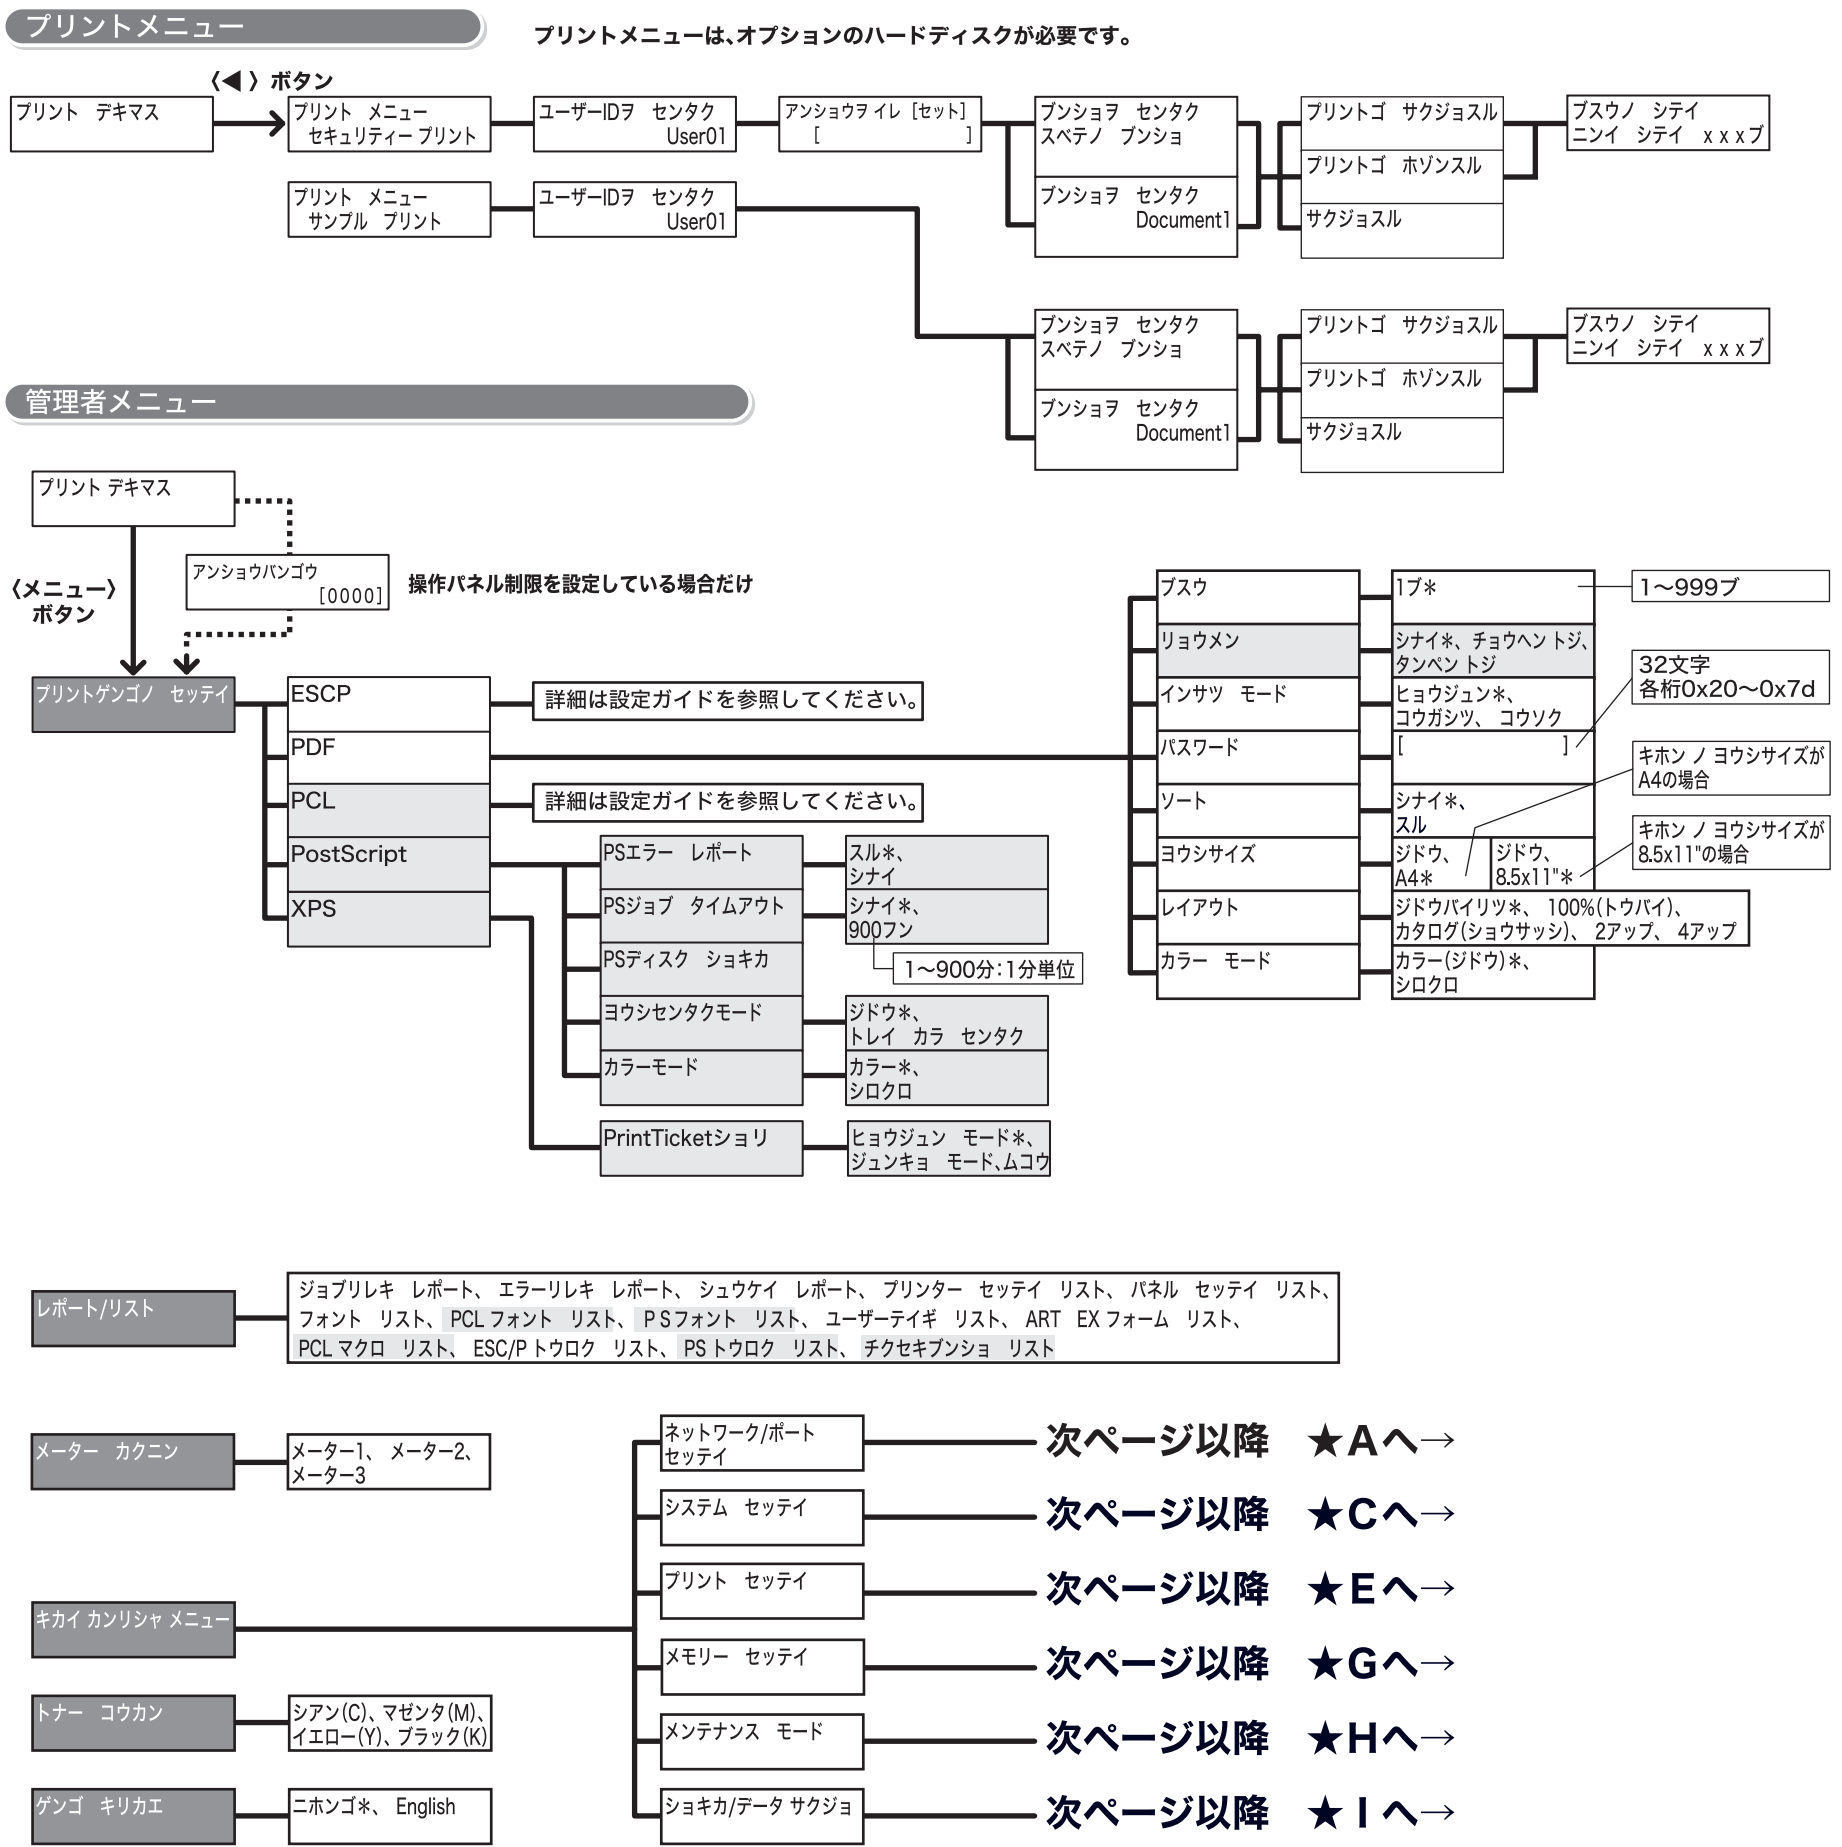 プリントメニュー
プリントメニューは、オプションのハードディスクが必要です。
〈◀ 〉ボタン
プリント デキマス
プリント メニュー
セキュリティー プリント
ユーザーIDヲ センタク
User01
アンショウヲ イレ [セット]
[ ]
ブンショヲ センタク
スベテノ ブンショ
ブンショヲ センタク
Document1
プリントゴ サクジョスル
プリントゴ ホゾンスル
サクジョスル
ブスウノ シテイ
ニンイ シテイ x x xブ
プリント メニュー
サンプル プリント
ユーザーIDヲ センタク
User01
ブンショヲ センタク
スベテノ ブンショ
ブンショヲ センタク
Document1
プリントゴ サクジョスル
プリントゴ ホゾンスル
サクジョスル
ブスウノ シテイ
ニンイ シテイ x x xブ
管理者メニュー
プリント デキマス
〈メニュー〉
ボタン
アンショウバンゴウ
[0000]
操作パネル制限を設定している場合だけ
プリントゲンゴノ セッテイ
ESCP
詳細は設定ガイドを参照してください。
PDF
PCL
詳細は設定ガイドを参照してください。
PostScript
XPS
PSエラー レポート
スル＊、
シナイ
PSジョブ タイムアウト
シナイ＊、
900フン
1〜900分：1分単位
PSディスク ショキカ
ヨウシセンタクモード
ジドウ＊、
トレイ カラ センタク
カラーモード
カラー＊、
シロクロ
PrintTicketショリ
ヒョウジュン モード＊、
ジュンキョ モード、ムコウ
ブスウ
1ブ＊
1〜999ブ
リョウメン
シナイ＊、チョウヘン トジ、
タンペン トジ
インサツ モード
ヒョウジュン＊、
コウガシツ、 コウソク
32文字
各桁0x20〜0x7d
パスワード
[ ]
ソート
シナイ＊、
スル
キホン ノ ヨウシサイズが
A4の場合
ヨウシサイズ
ジドウ、
A4＊
ジドウ、
8.5x11"＊
キホン ノ ヨウシサイズが
8.5x11"の場合
レイアウト
ジドウバイリツ＊、 100%(トウバイ)、
カタログ(ショウサッシ)、 2アップ、 4アップ
カラー モード
カラー(ジドウ)＊、
シロクロ
レポート/リスト
ジョブリレキ レポート、 エラーリレキ レポート、 シュウケイ レポート、 プリンター セッテイ リスト、 パネル セッテイ リスト、
フォント リスト、 PCL フォント リスト、 P S フォント リスト、 ユーザーテイギ リスト、 ART EX フォーム リスト、
PCL マクロ リスト、 ESC/P トウロク リスト、 PS トウロク リスト、 チクセキブンショ リスト
メーター カクニン
メーター1、 メーター2、
メーター3
キカイ カンリシャ メニュー
ネットワーク/ポート
セッテイ
次ページ以降 ★Aへ→
システム セッテイ
次ページ以降 ★Cへ→
プリント セッテイ
次ページ以降 ★Eへ→
メモリー セッテイ
次ページ以降 ★Gへ→
メンテナンス モード
次ページ以降 ★Hへ→
ショキカ/データ サクジョ
次ページ以降 ★ I へ→
トナー コウカン
シアン(C)、マゼンタ(M)、
イエロー(Y)、ブラック(K)
ゲンゴ キリカエ
ニホンゴ＊、 English